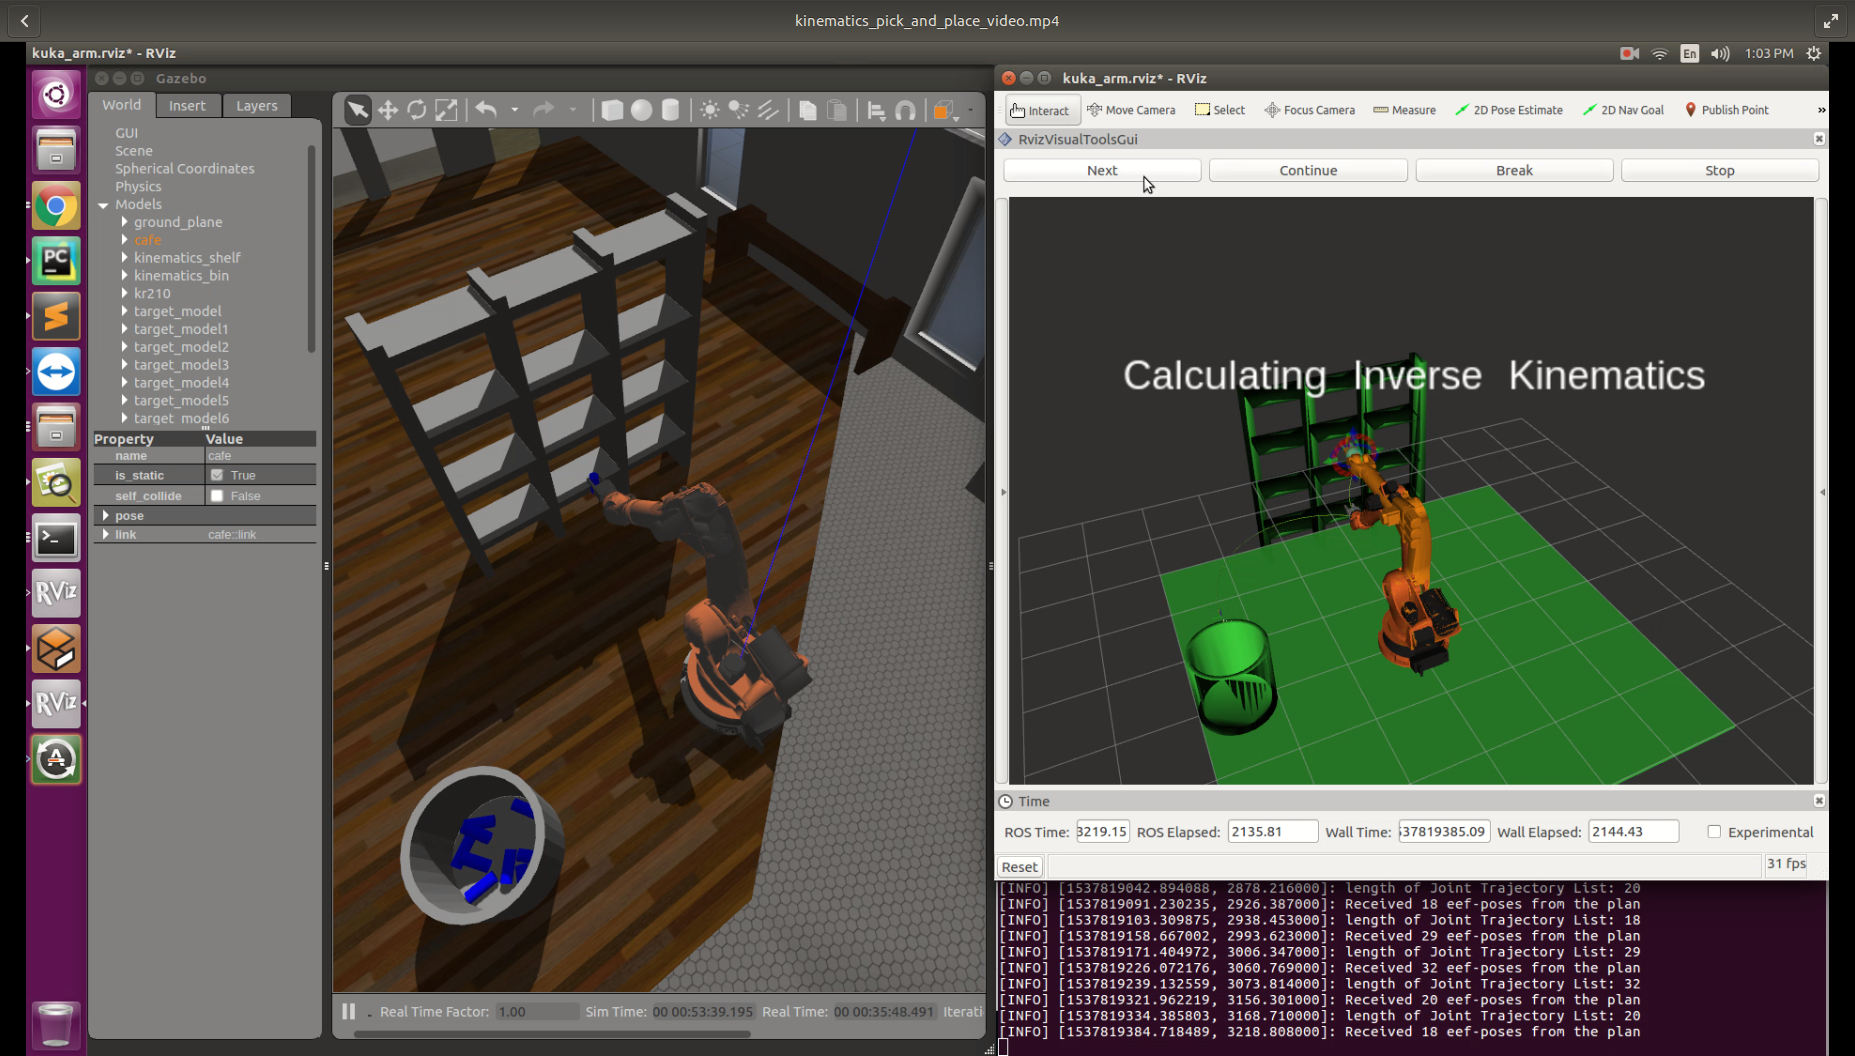 kinematics_pick_and_place_video.mp4
kuka_arm.rviz* - RViz
En
1:03 PM
Gazebo
World Insert Layers
GUI
Scene
Spherical Coordinates
Physics
Models
ground_plane
cafe
kinematics_shelf
kinematics_bin
kr210
target_model
target_model1
target_model2
target_model3
target_model4
target_model5
target_model6
Property Value
name cafe
is_static True
self_collide False
pose
link cafe::link
PC
RViz
RViz
Real Time Factor: 1.00 Sim Time: 00 00:53:39.195 Real Time: 00 00:35:48.491 Iterati
kuka_arm.rviz* - RViz
Interact Move Camera Select Focus Camera Measure 2D Pose Estimate 2D Nav Goal Publish Point »
RvizVisualToolsGui
Next Continue Break Stop
Calculating Inverse Kinematics
Time
ROS Time: 3219.15 ROS Elapsed: 2135.81 Wall Time: 37819385.09 Wall Elapsed: 2144.43 Experimental
Reset 31 fps
[INFO] [1537819042.894088, 2878.216000]: length of Joint Trajectory List: 20
[INFO] [1537819091.230235, 2926.387000]: Received 18 eef-poses from the plan
[INFO] [1537819103.309875, 2938.453000]: length of Joint Trajectory List: 18
[INFO] [1537819158.667002, 2993.623000]: Received 29 eef-poses from the plan
[INFO] [1537819171.404972, 3006.347000]: length of Joint Trajectory List: 29
[INFO] [1537819226.072176, 3060.769000]: Received 32 eef-poses from the plan
[INFO] [1537819239.132559, 3073.814000]: length of Joint Trajectory List: 32
[INFO] [1537819321.962219, 3156.301000]: Received 20 eef-poses from the plan
[INFO] [1537819334.385803, 3168.710000]: length of Joint Trajectory List: 20
[INFO] [1537819384.718489, 3218.808000]: Received 18 eef-poses from the plan